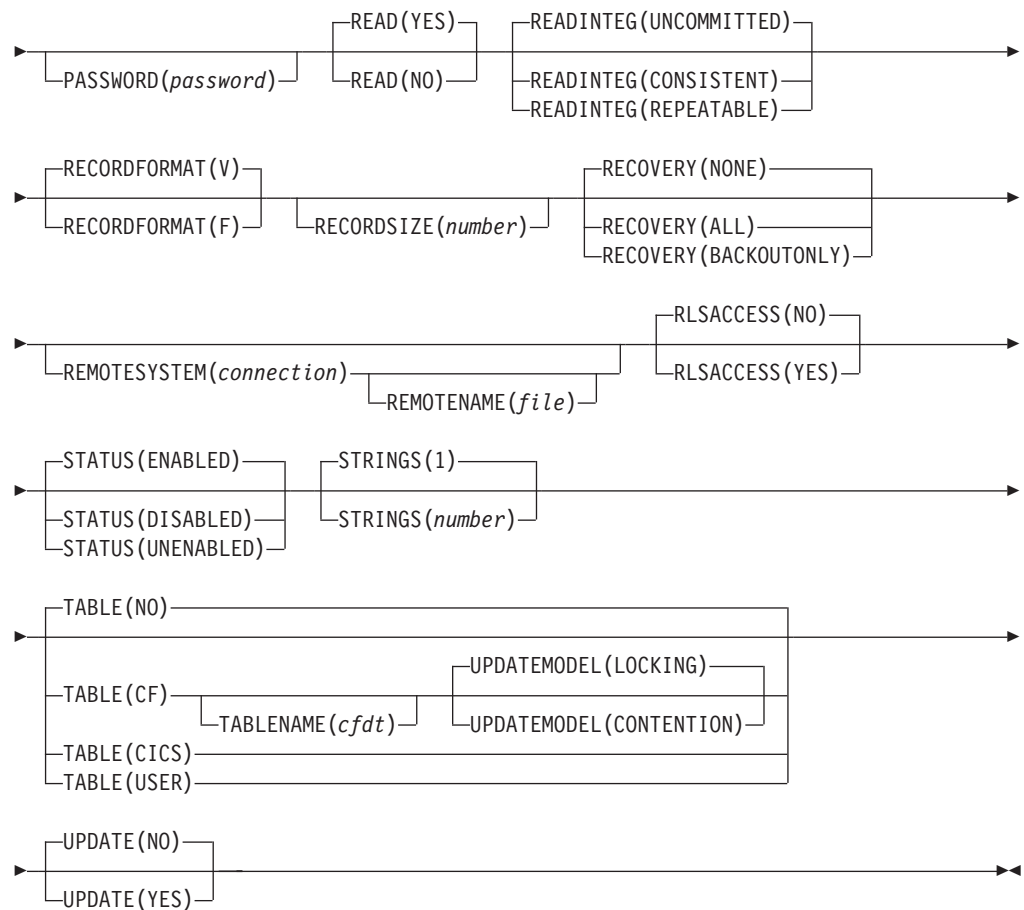 READ(YES) READINTEG(UNCOMMITTED)
PASSWORD(password) READ(NO) READINTEG(CONSISTENT)
READINTEG(REPEATABLE)
RECORDFORMAT(V) RECOVERY(NONE)
RECORDFORMAT(F) RECORDSIZE(number) RECOVERY(ALL)
RECOVERY(BACKOUTONLY)
RLSACCESS(NO)
REMOTESYSTEM(connection) RLSACCESS(YES)
REMOTENAME(file)
STATUS(ENABLED) STRINGS(1)
STATUS(DISABLED) STRINGS(number)
STATUS(UNENABLED)
TABLE(NO)
UPDATEMODEL(LOCKING)
TABLE(CF)
TABLENAME(cfdt) UPDATEMODEL(CONTENTION)
TABLE(CICS)
TABLE(USER)
UPDATE(NO)
UPDATE(YES)